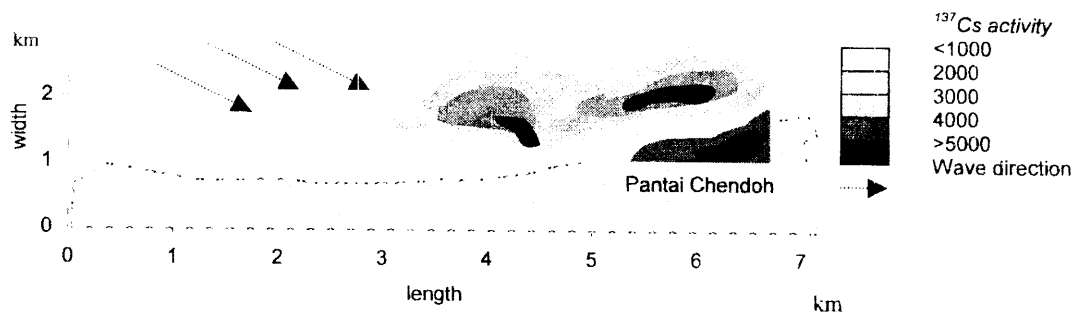 km
width
2
1
0
0 1 2 3 4 5 6 7
length
km
Pantai Chendoh
137Cs activity
<1000
2000
3000
4000
>5000
Wave direction